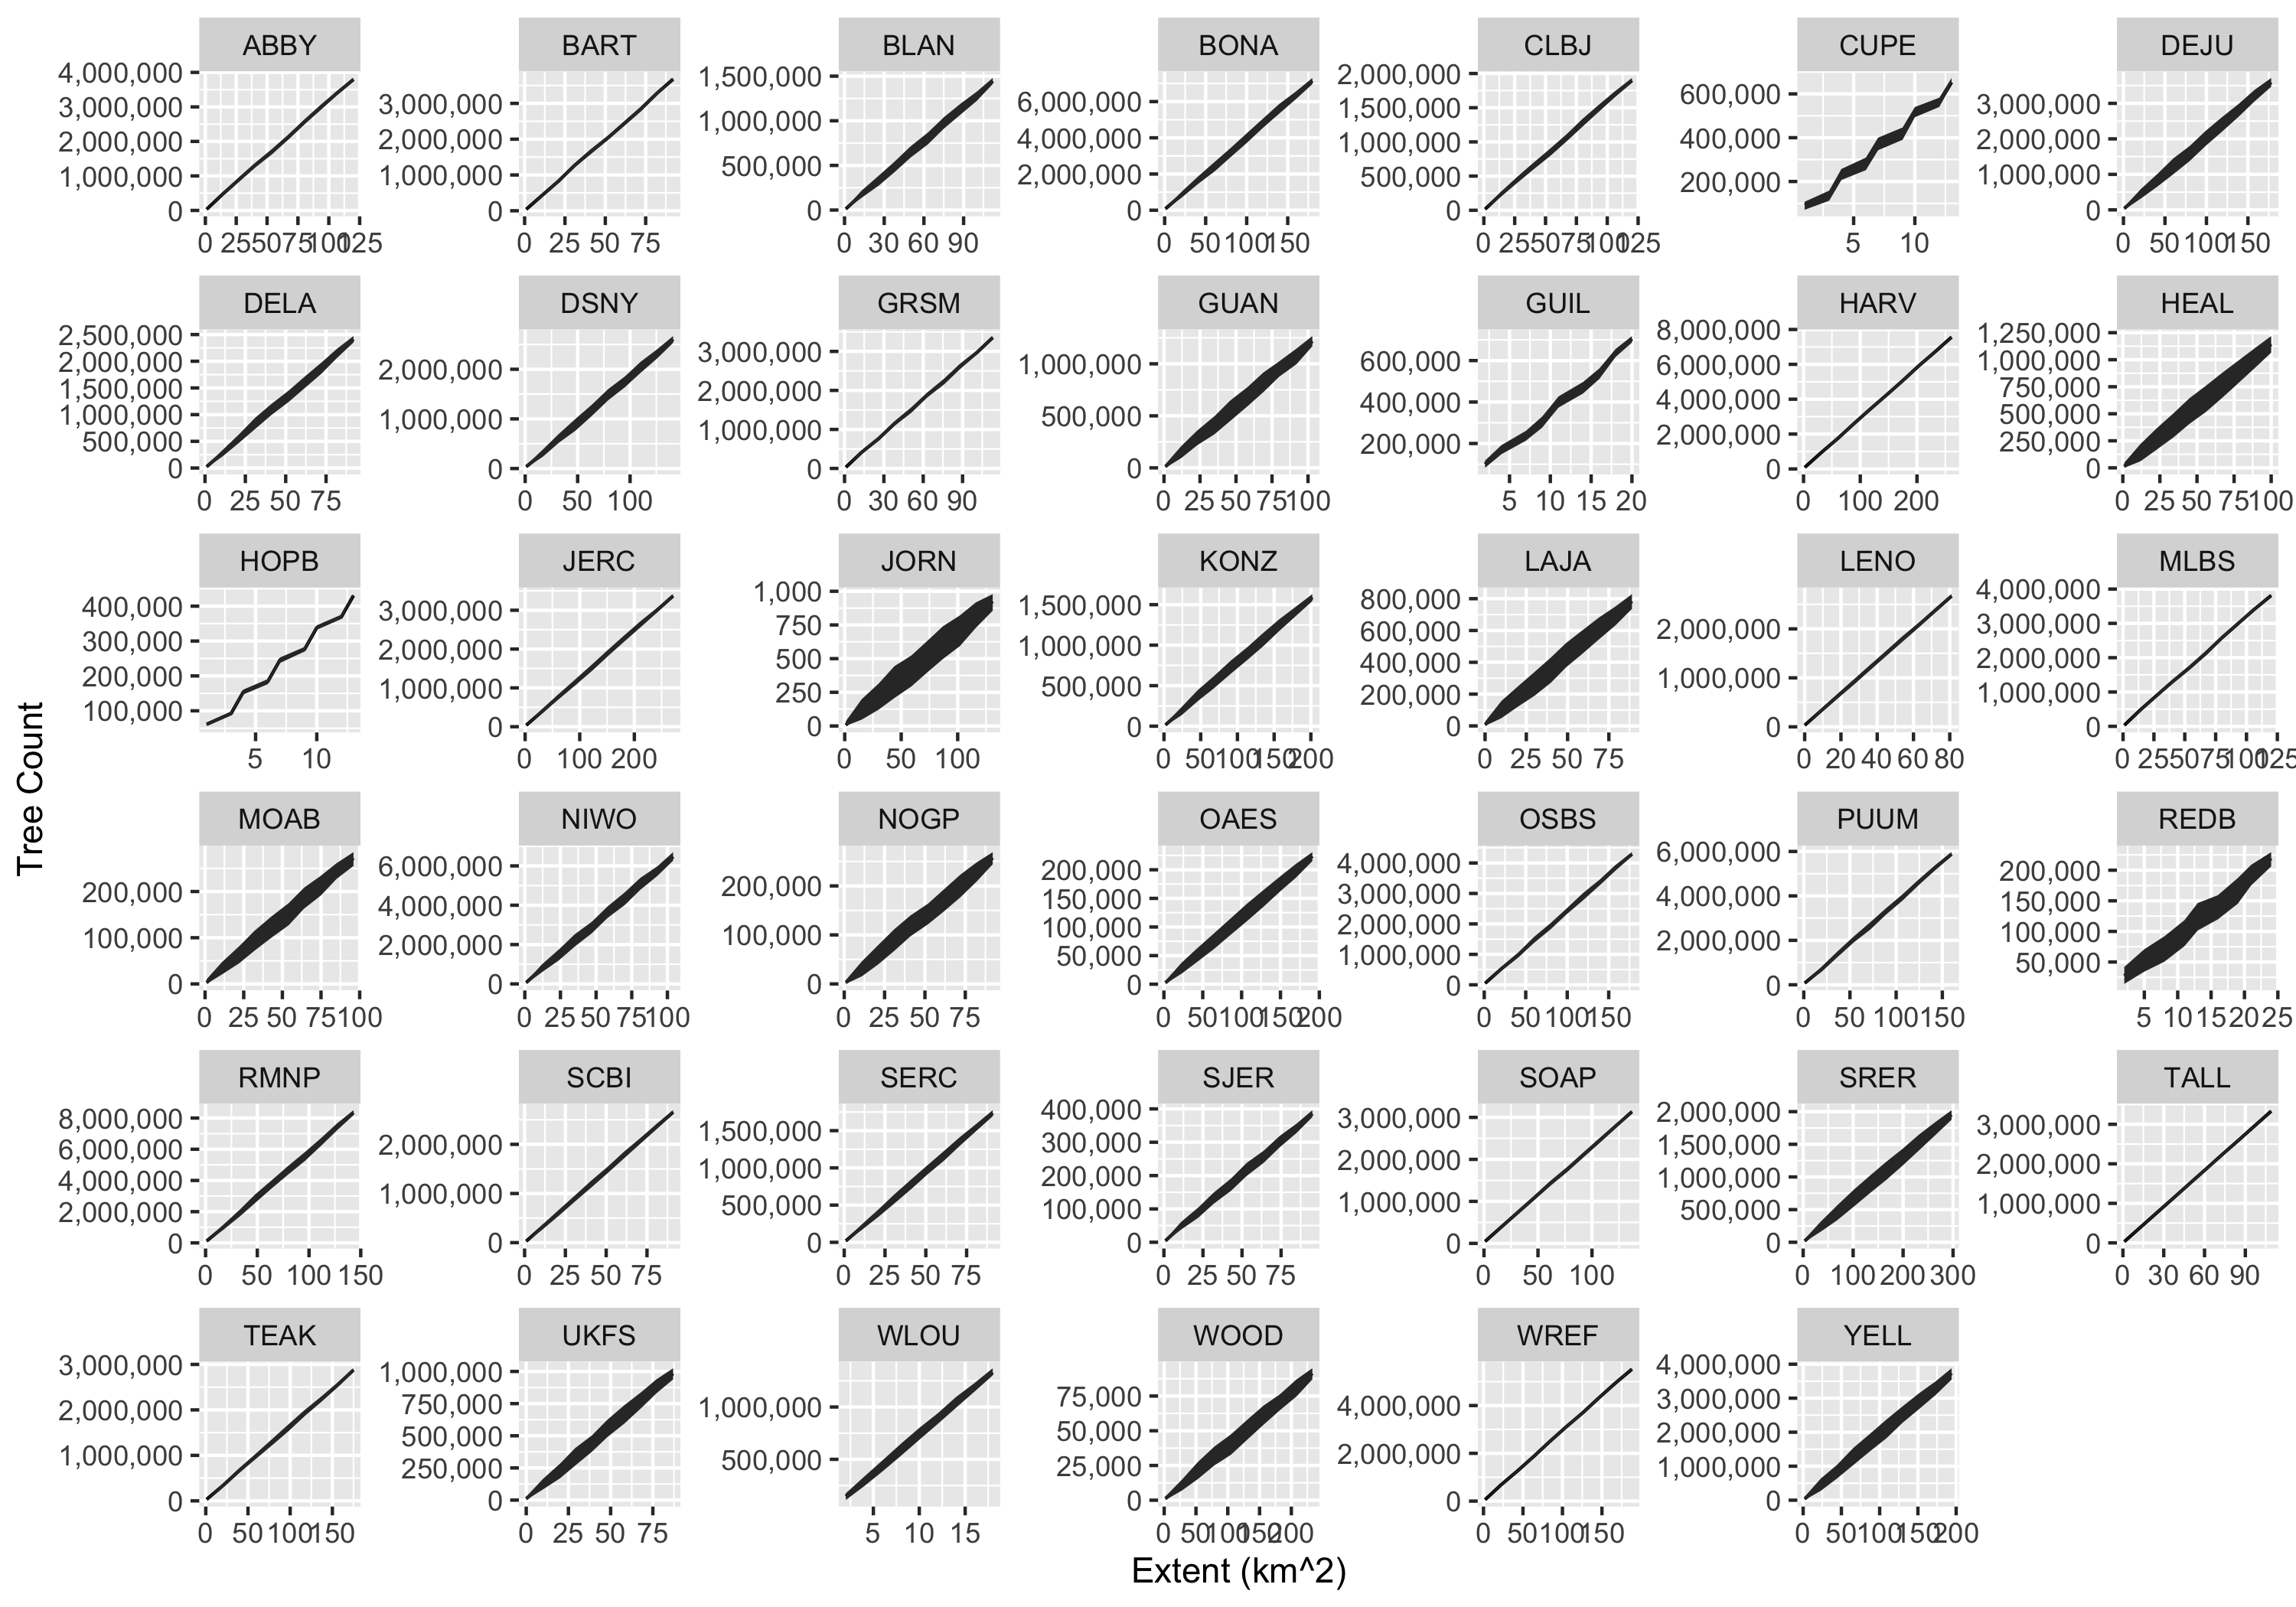 ABBY BART BLAN BONA CLBJ CUPE DEJU
4,000,000 3,000,000 2,000,000 1,000,000 0
3,000,000 2,000,000 1,000,000 0
1,500,000 1,000,000 500,000 0
6,000,000 4,000,000 2,000,000 0
2,000,000 1,500,000 1,000,000 500,000 0
600,000 400,000 200,000
3,000,000 2,000,000 1,000,000 0
0 25 50 75 100 125
0 25 50 75
0 30 60 90
0 50 100 150
0 25 50 75 100 125
5 10
0 50 100 150
DELA DSNY GRSM GUAN GUIL HARV HEAL
2,500,000 2,000,000 1,500,000 1,000,000 500,000 0
2,000,000 1,000,000 0
3,000,000 2,000,000 1,000,000 0
1,000,000 500,000 0
600,000 400,000 200,000
8,000,000 6,000,000 4,000,000 2,000,000 0
1,250,000 1,000,000 750,000 500,000 250,000 0
0 25 50 75
0 50 100
0 30 60 90
0 25 50 75 100
5 10 15 20
0 100 200
0 25 50 75 100
HOPB JERC JORN KONZ LAJA LENO MLBS
400,000 300,000 200,000 100,000
3,000,000 2,000,000 1,000,000 0
1,000 750 500 250 0
1,500,000 1,000,000 500,000 0
800,000 600,000 400,000 200,000 0
2,000,000 1,000,000 0
4,000,000 3,000,000 2,000,000 1,000,000 0
5 10
0 100 200
0 50 100
0 50 100 150 200
0 25 50 75
0 20 40 60 80
0 25 50 75 100 125
Tree Count
MOAB NIWO NOGP OAES OSBS PUUM REDB
200,000 100,000 0
6,000,000 4,000,000 2,000,000 0
200,000 100,000 0
200,000 150,000 100,000 50,000 0
4,000,000 3,000,000 2,000,000 1,000,000 0
6,000,000 4,000,000 2,000,000 0
200,000 150,000 100,000 50,000
0 25 50 75 100
0 25 50 75 100
0 25 50 75
0 50 100 150 200
0 50 100 150
0 50 100 150
5 10 15 20 25
RMNP SCBI SERC SJER SOAP SRER TALL
8,000,000 6,000,000 4,000,000 2,000,000 0
2,000,000 1,000,000 0
1,500,000 1,000,000 500,000 0
400,000 300,000 200,000 100,000 0
3,000,000 2,000,000 1,000,000 0
2,000,000 1,500,000 1,000,000 500,000 0
3,000,000 2,000,000 1,000,000 0
0 50 100 150
0 25 50 75
0 25 50 75
0 25 50 75
0 50 100
0 100 200 300
0 30 60 90
TEAK UKFS WLOU WOOD WREF YELL
3,000,000 2,000,000 1,000,000 0
1,000,000 750,000 500,000 250,000 0
1,000,000 500,000
75,000 50,000 25,000 0
4,000,000 2,000,000 0
4,000,000 3,000,000 2,000,000 1,000,000 0
0 50 100 150
0 25 50 75
5 10 15
0 50 100 150 200
0 50 100 150
0 50 100 150 200
Extent (km^2)